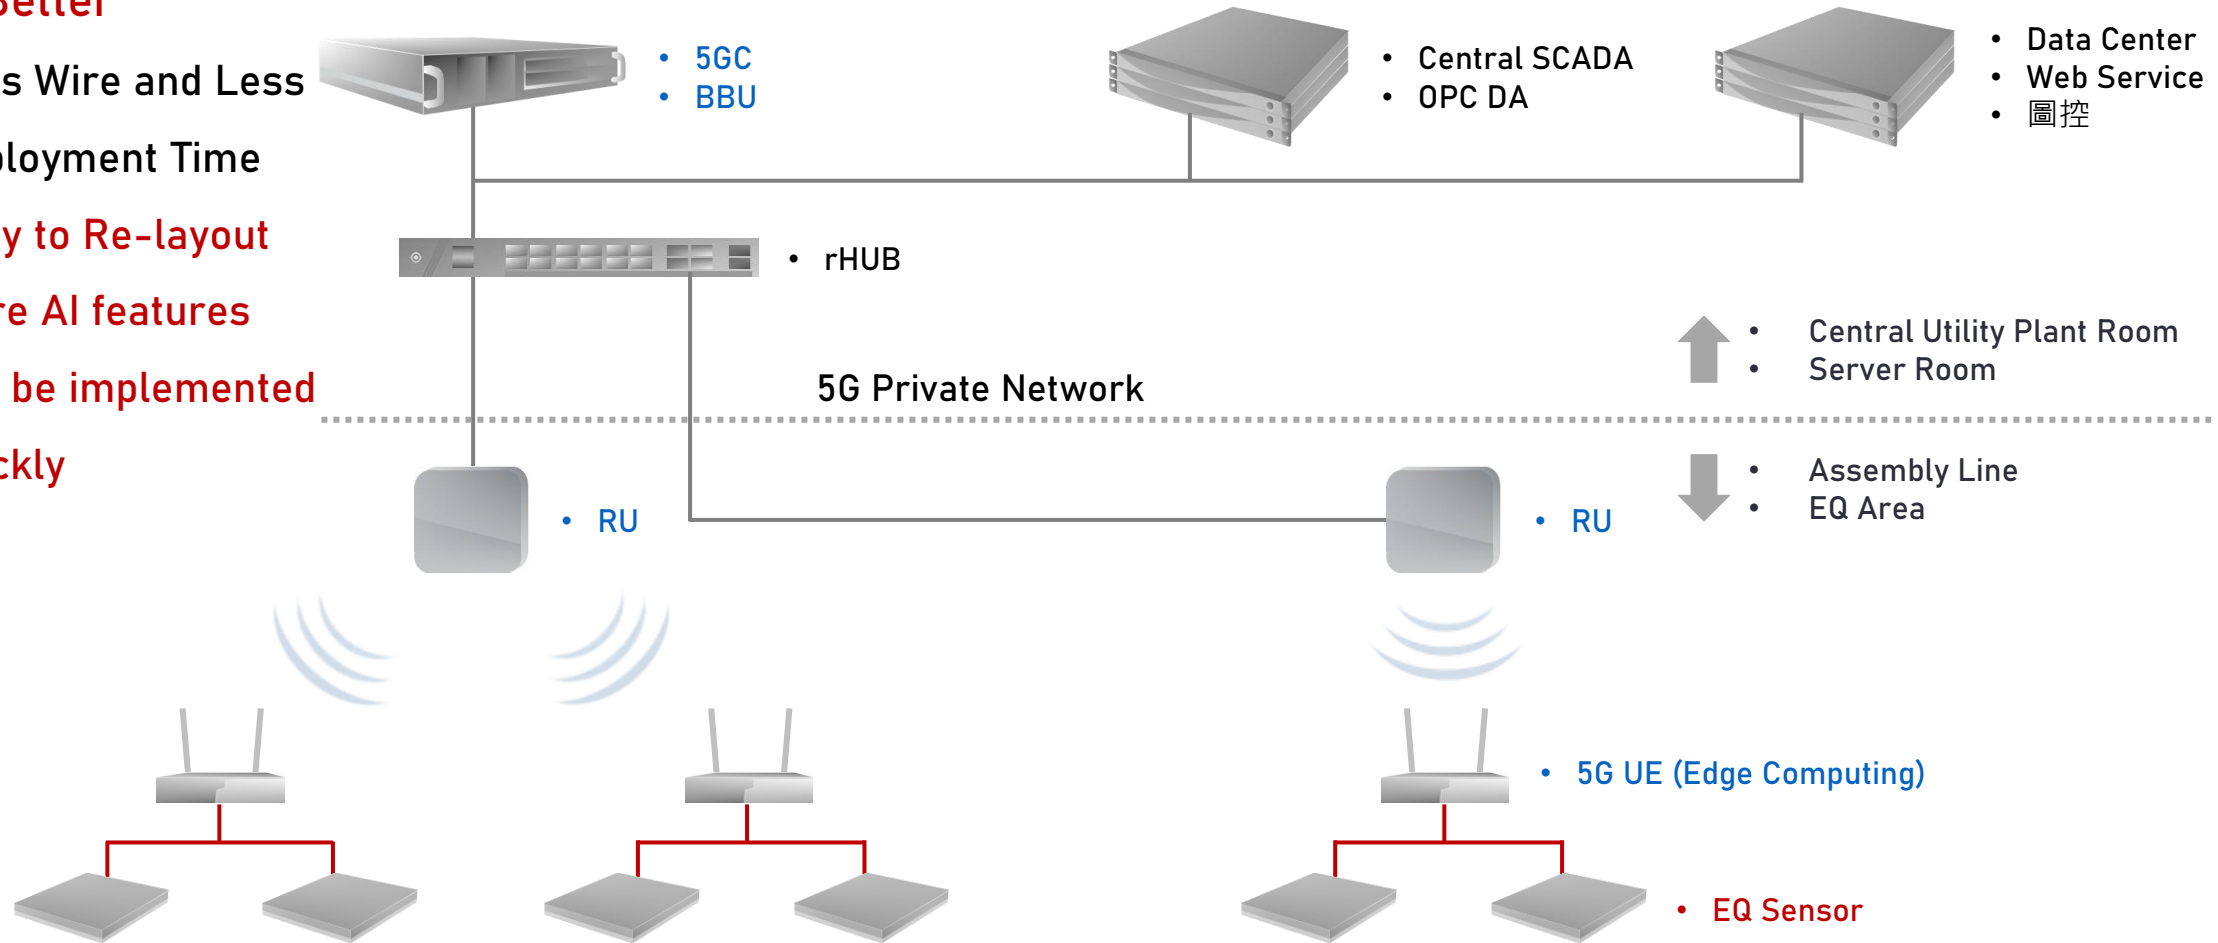 Better
s Wire and Less
ployment Time
y to Re-layout
re AI features
be implemented
ckly
• 5GC
• BBU
• Central SCADA
• OPC DA
• Data Center
• Web Service
• 圖控
• rHUB
• Central Utility Plant Room
• Server Room
5G Private Network
• Assembly Line
• EQ Area
• RU
• RU
• 5G UE (Edge Computing)
• EQ Sensor